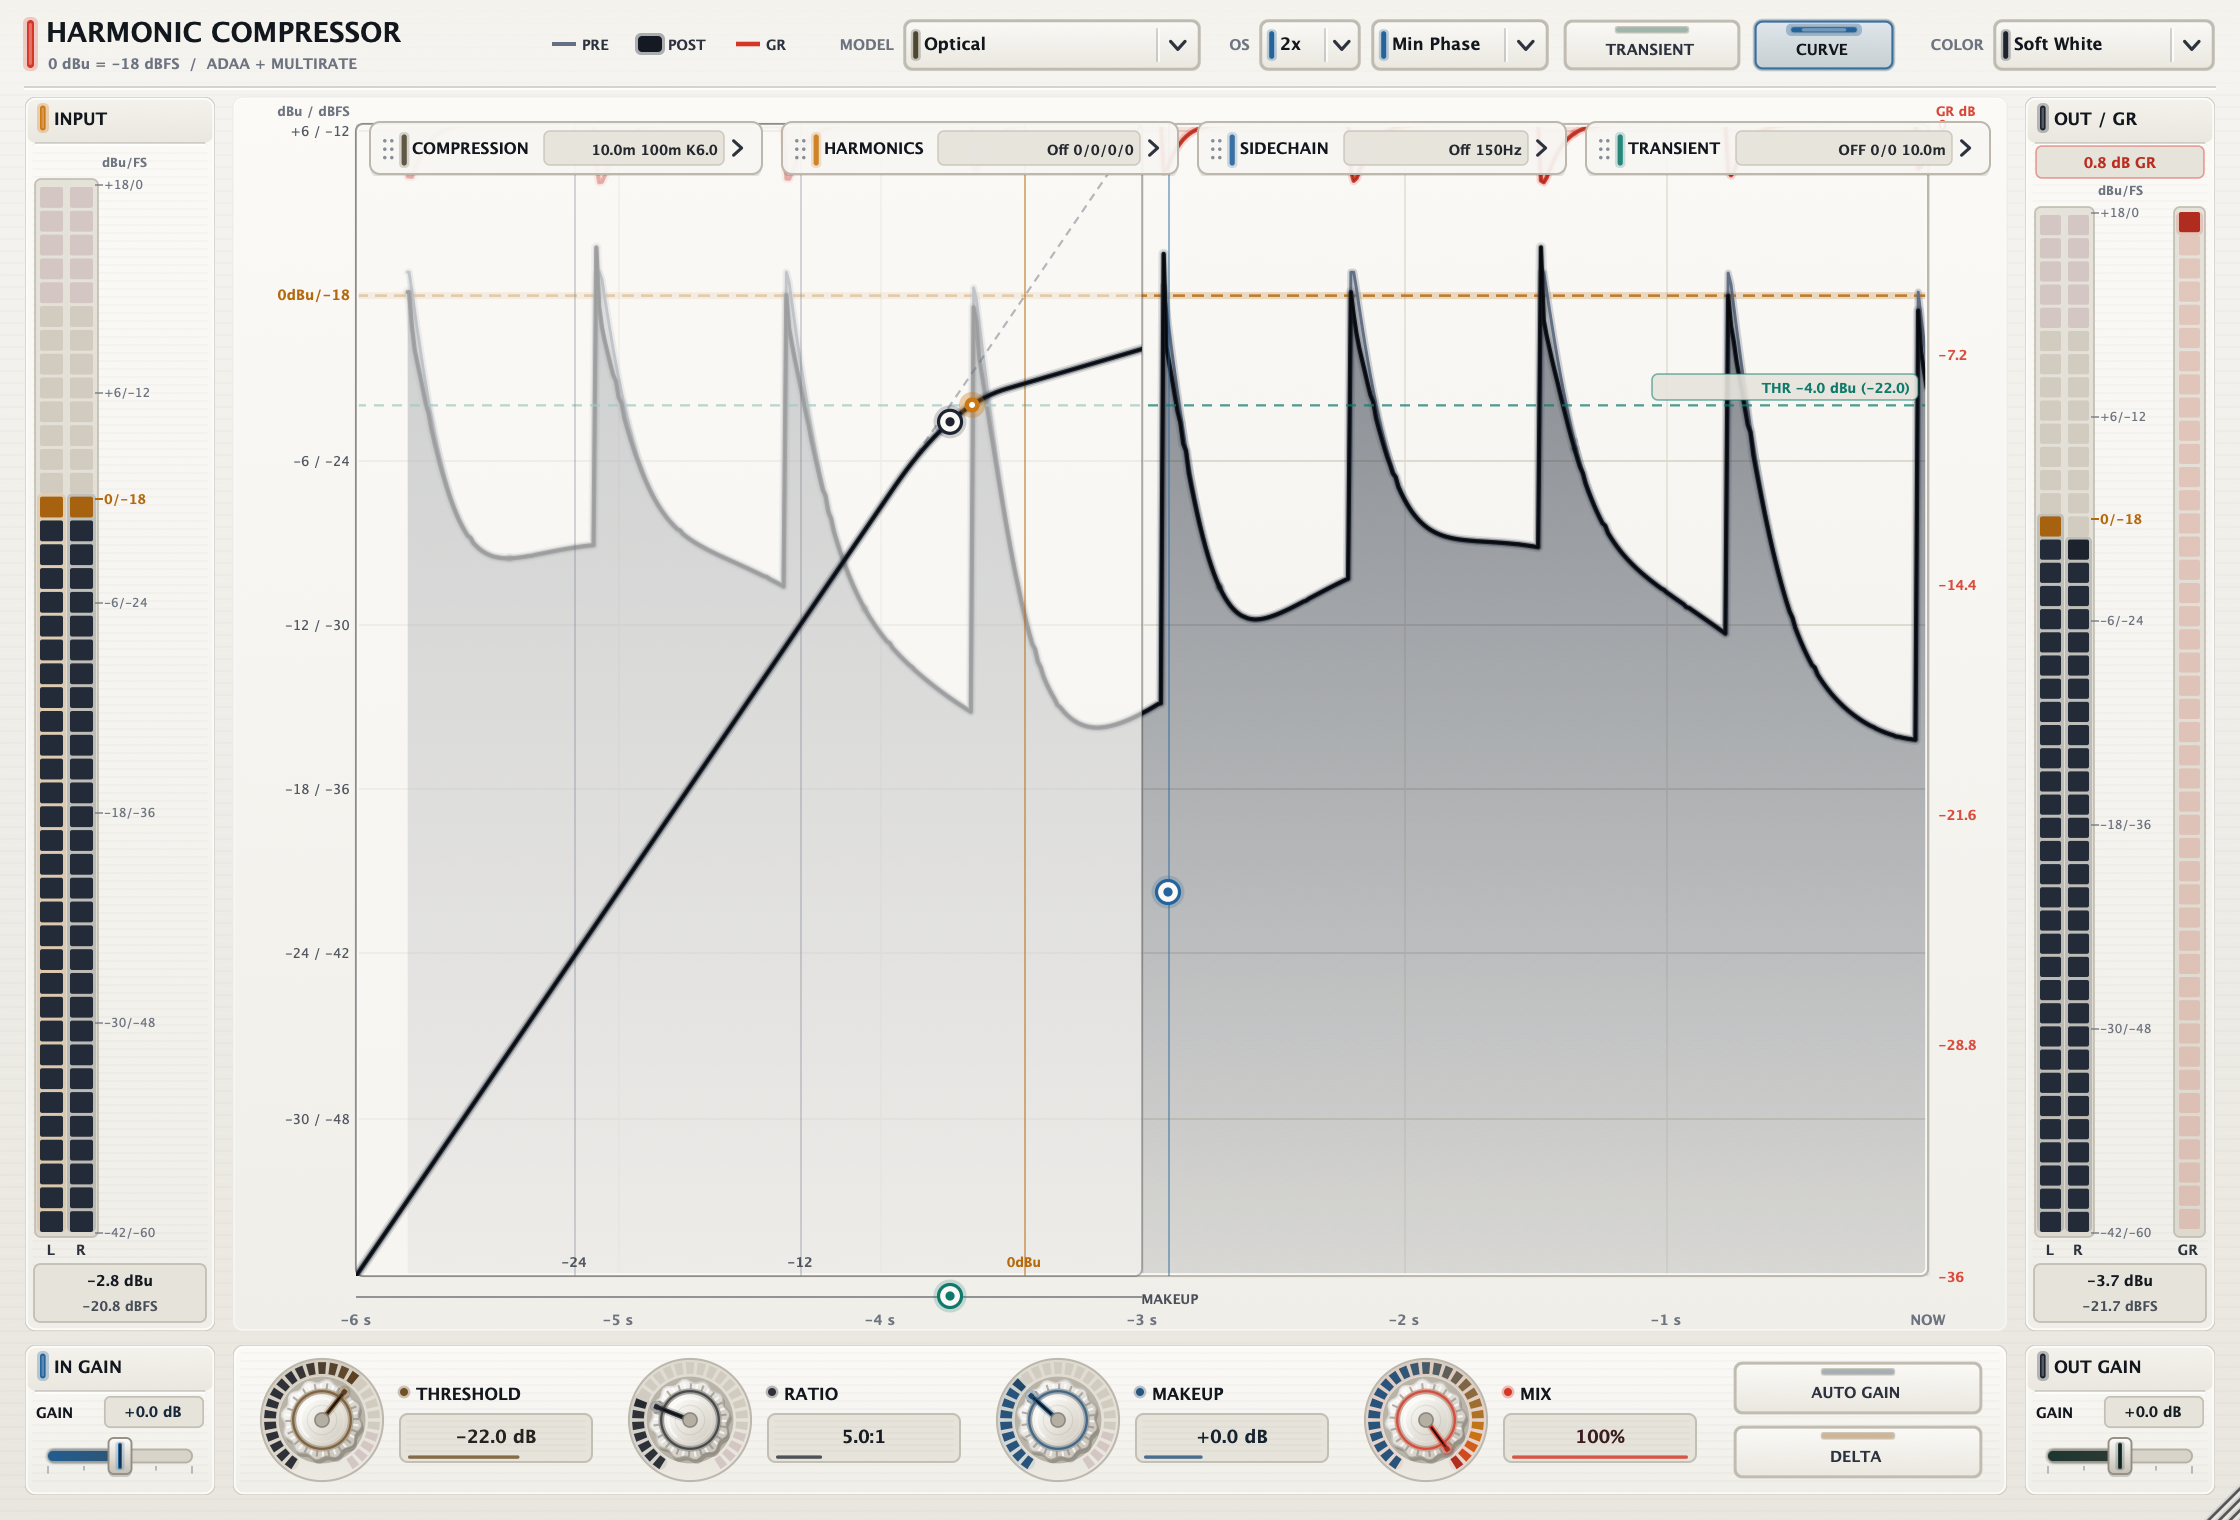 HARMONIC COMPRESSOR
0 dBu = −18 dBFS / ADAA + MULTIRATE
PRE
POST
GR
MODEL
Optical
OS
2x
Min Phase
TRANSIENT
CURVE
COLOR
Soft White
INPUT
dBu/FS
+18/0
+6/−12
0/−18
−6/−24
−18/−36
−30/−48
−42/−60
L R
−2.8 dBu
−20.8 dBFS
dBu / dBFS
+6 / −12
0dBu/−18
−6 / −24
−12 / −30
−18 / −36
−24 / −42
−30 / −48
COMPRESSION
10.0m 100m K6.0
HARMONICS
Off 0/0/0/0
SIDECHAIN
Off 150Hz
TRANSIENT
OFF 0/0 10.0m
THR −4.0 dBu (−22.0)
−24
−12
0dBu
MAKEUP
−6 s
−5 s
−4 s
−3 s
−2 s
−1 s
NOW
GR dB
−7.2
−14.4
−21.6
−28.8
−36
OUT / GR
0.8 dB GR
dBu/FS
+18/0
+6/−12
0/−18
−6/−24
−18/−36
−30/−48
−42/−60
L R
GR
−3.7 dBu
−21.7 dBFS
IN GAIN
GAIN
+0.0 dB
THRESHOLD
−22.0 dB
RATIO
5.0:1
MAKEUP
+0.0 dB
MIX
100%
AUTO GAIN
DELTA
OUT GAIN
GAIN
+0.0 dB